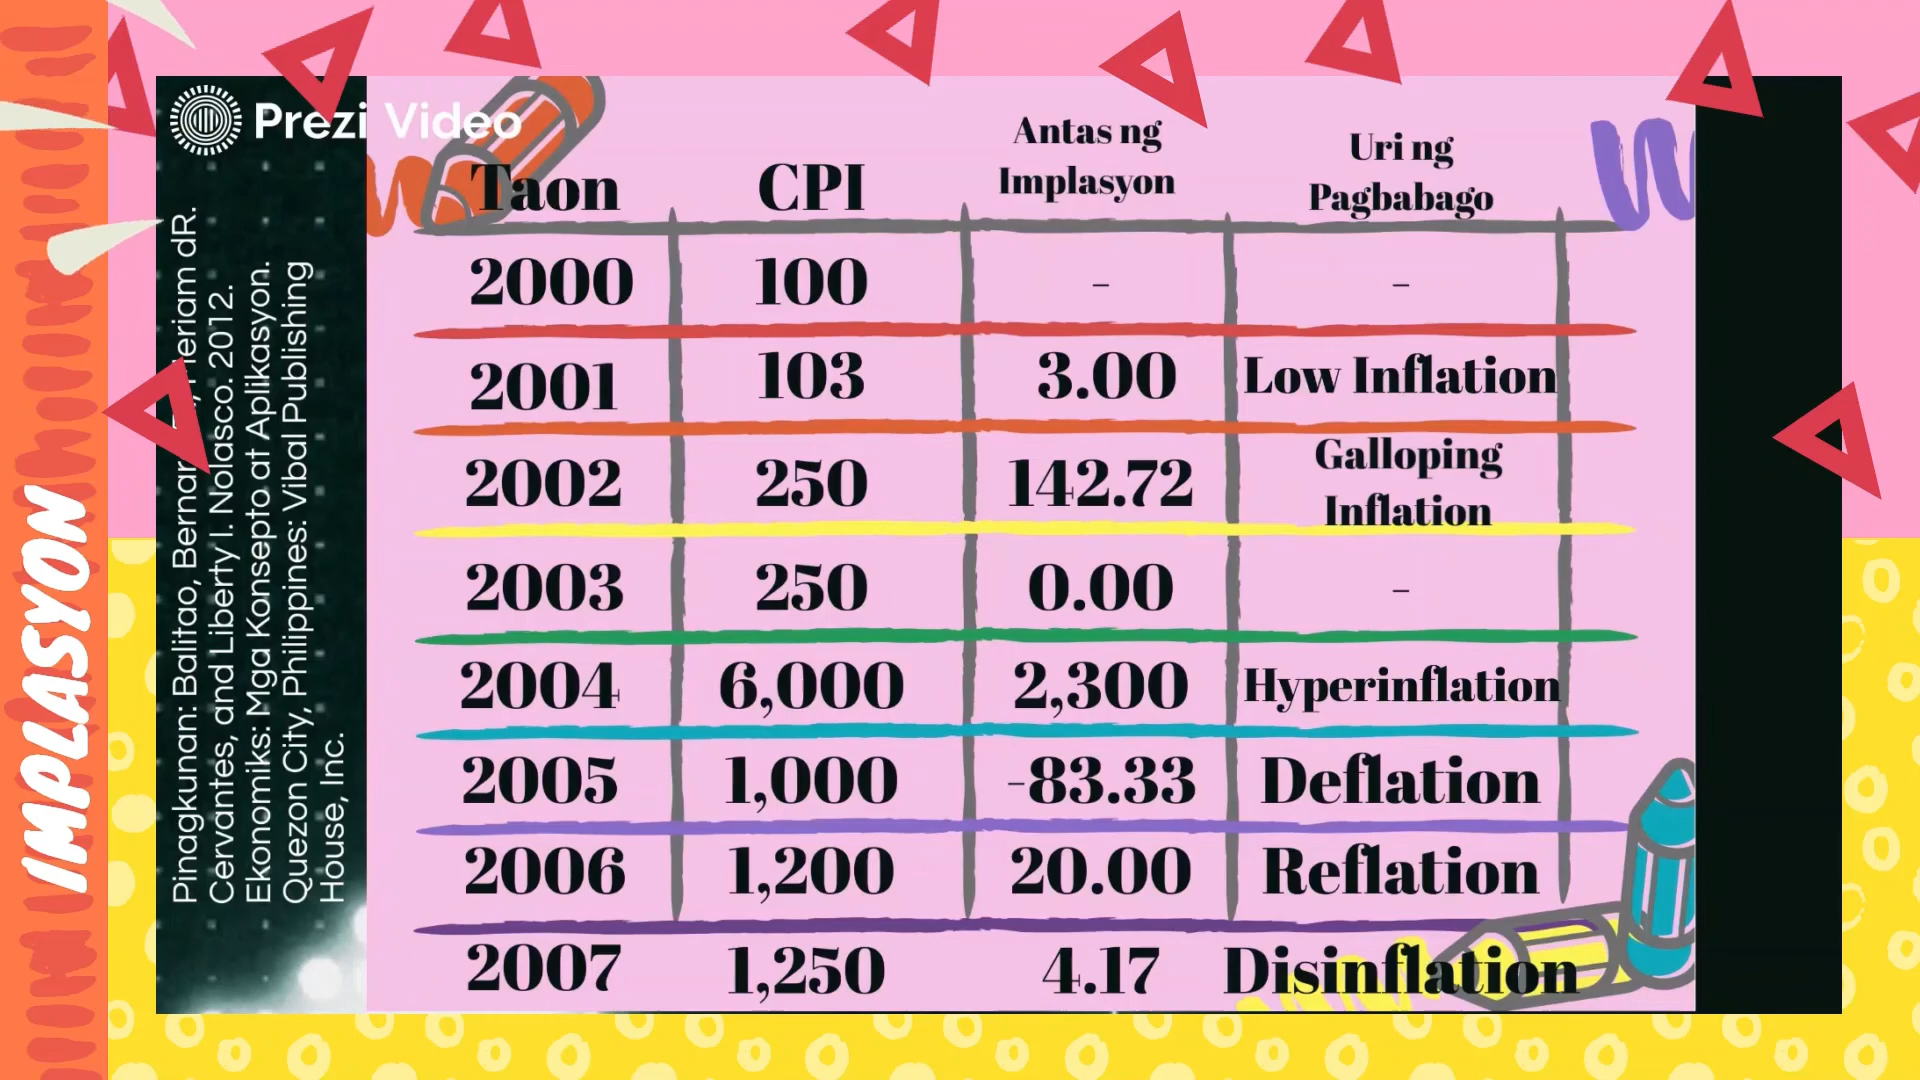 Prezi Video
IMPLASYON
Pinagkunan: Balitao, Bernar
Cervantes, and Liberty I. Nolasco. 2012.
Ekonomiks: Mga Konsepto at Aplikasyon.
Quezon City, Philippines: Vibal Publishing
House, Inc.
Taon CPI Antas ng Implasyon Uri ng Pagbabago
2000 100 - -
2001 103 3.00 Low Inflation
2002 250 142.72 Galloping Inflation
2003 250 0.00 -
2004 6,000 2,300 Hyperinflation
2005 1,000 -83.33 Deflation
2006 1,200 20.00 Reflation
2007 1,250 4.17 Disinflation